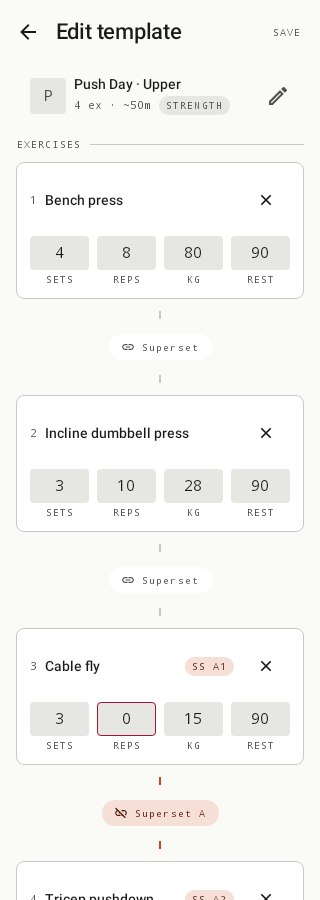 Edit template
SAVE
P
Push Day · Upper
4 ex · ~50m STRENGTH
EXERCISES
1 Bench press
4 8 80 90
SETS REPS KG REST
Superset
2 Incline dumbbell press
3 10 28 90
SETS REPS KG REST
Superset
3 Cable fly SS A1
3 0 15 90
SETS REPS KG REST
Superset A
4 Tricep pushdown SS A2